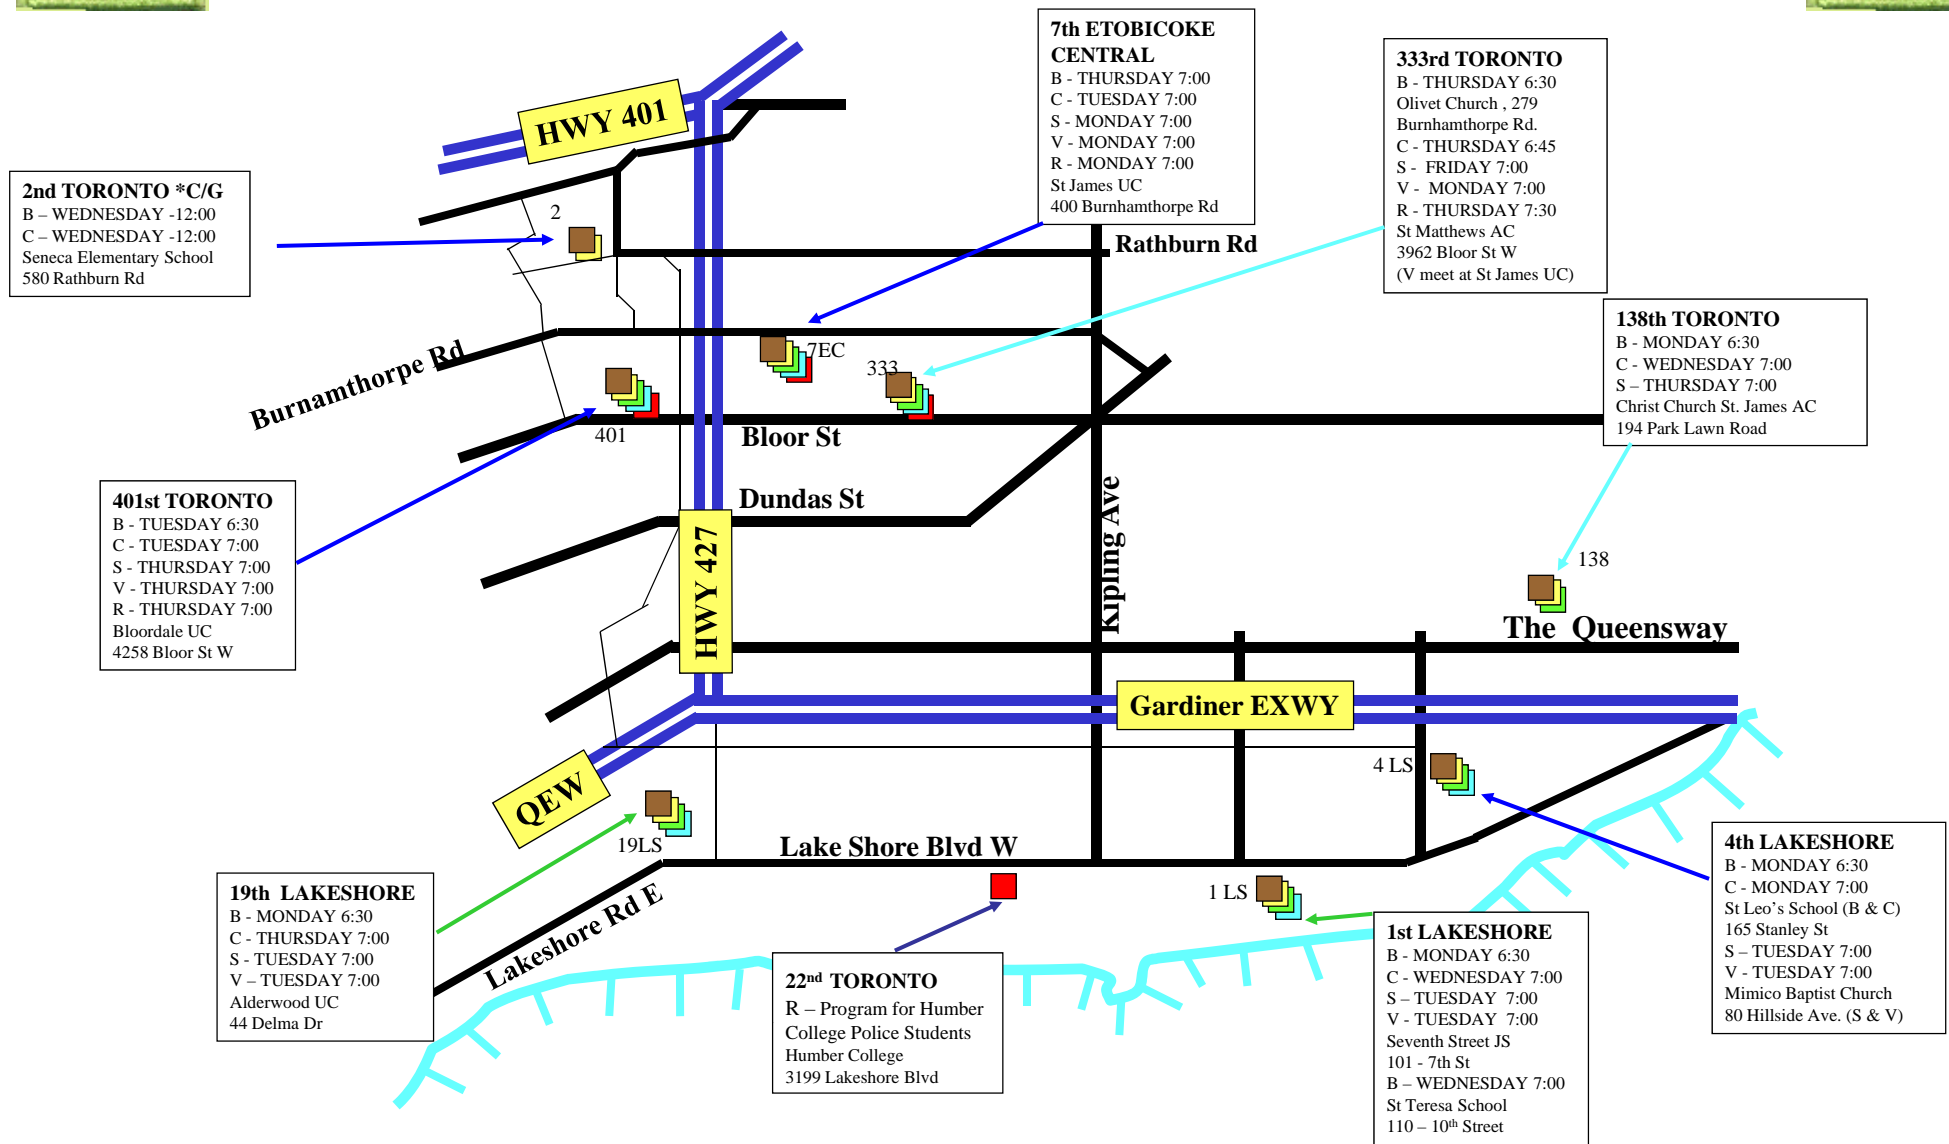 7th ETOBICOKE
CENTRAL
B - THURSDAY 7:00
C - TUESDAY 7:00
S - MONDAY 7:00
V - MONDAY 7:00
R - MONDAY 7:00
St James UC
400 Burnhamthorpe Rd
333rd TORONTO
B - THURSDAY 6:30
Olivet Church , 279
Burnhamthorpe Rd.
C - THURSDAY 6:45
S - FRIDAY 7:00
V - MONDAY 7:00
R - THURSDAY 7:30
St Matthews AC
3962 Bloor St W
(V meet at St James UC)
HWY 401
2nd TORONTO *C/G
B – WEDNESDAY -12:00
C – WEDNESDAY -12:00
Seneca Elementary School
580 Rathburn Rd
2
Rathburn Rd
138th TORONTO
B - MONDAY 6:30
C - WEDNESDAY 7:00
S – THURSDAY 7:00
Christ Church St. James AC
194 Park Lawn Road
Burnamthorpe Rd
7EC
333
401
Bloor St
401st TORONTO
B - TUESDAY 6:30
C - TUESDAY 7:00
S - THURSDAY 7:00
V - THURSDAY 7:00
R - THURSDAY 7:00
Bloordale UC
4258 Bloor St W
Dundas St
Kipling Ave
HWY 427
138
The Queensway
Gardiner EXWY
QEW
4 LS
19LS
Lake Shore Blvd W
4th LAKESHORE
B - MONDAY 6:30
C - MONDAY 7:00
St Leo's School (B & C)
165 Stanley St
S – TUESDAY 7:00
V - TUESDAY 7:00
Mimico Baptist Church
80 Hillside Ave. (S & V)
19th LAKESHORE
B - MONDAY 6:30
C - THURSDAY 7:00
S - TUESDAY 7:00
V – TUESDAY 7:00
Alderwood UC
44 Delma Dr
Lakeshore Rd E
1 LS
22nd TORONTO
R – Program for Humber
College Police Students
Humber College
3199 Lakeshore Blvd
1st LAKESHORE
B - MONDAY 6:30
C - WEDNESDAY 7:00
S – TUESDAY 7:00
V - TUESDAY 7:00
Seventh Street JS
101 - 7th St
B – WEDNESDAY 7:00
St Teresa School
110 – 10th Street